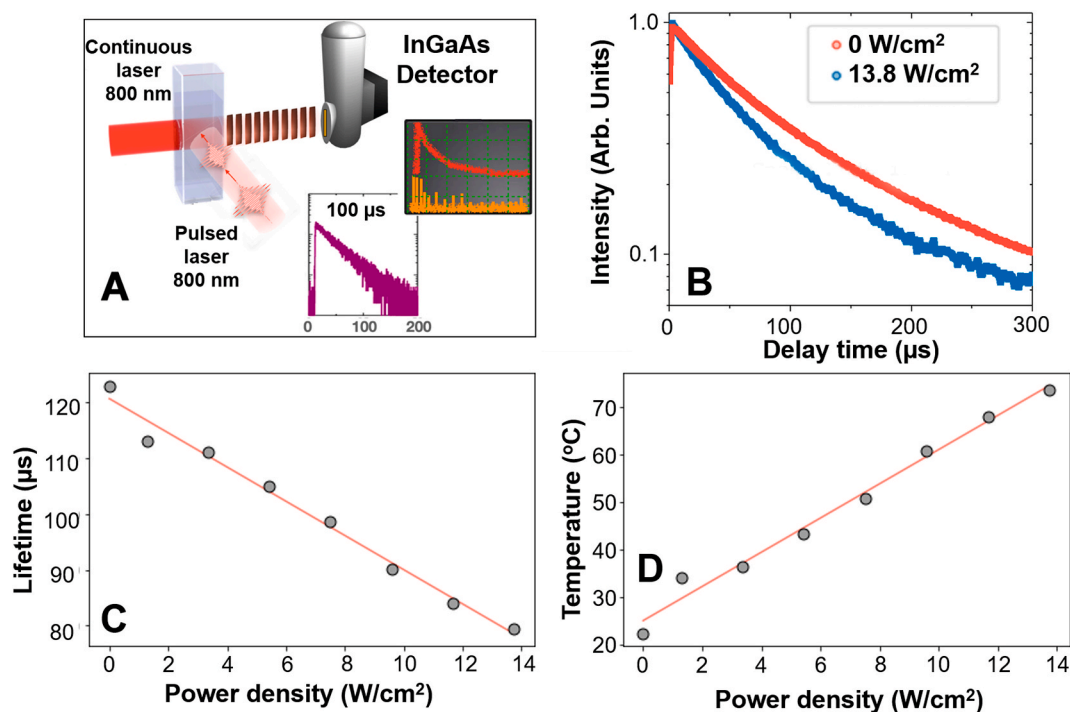 Continuous
laser
800 nm
InGaAs
Detector
100 µs
Pulsed
laser
800 nm
A
0 100 200
1.0
0.1
Intensity (Arb. Units)
0 W/cm²
13.8 W/cm²
B
0 100 200 300
Delay time (µs)
120
110
100
90
80
Lifetime (µs)
C
0 2 4 6 8 10 12 14
Power density (W/cm²)
70
60
50
40
30
20
Temperature (ºC)
D
0 2 4 6 8 10 12 14
Power density (W/cm²)